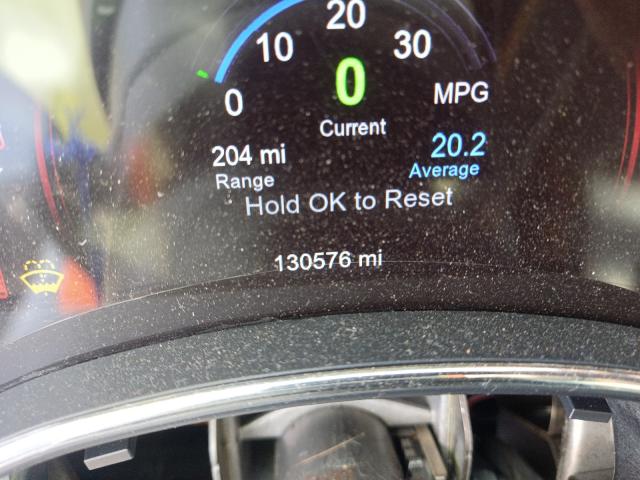 20
10 30
0 0 MPG
Current
204 mi 20.2
Range Average
Hold OK to Reset
130576 mi